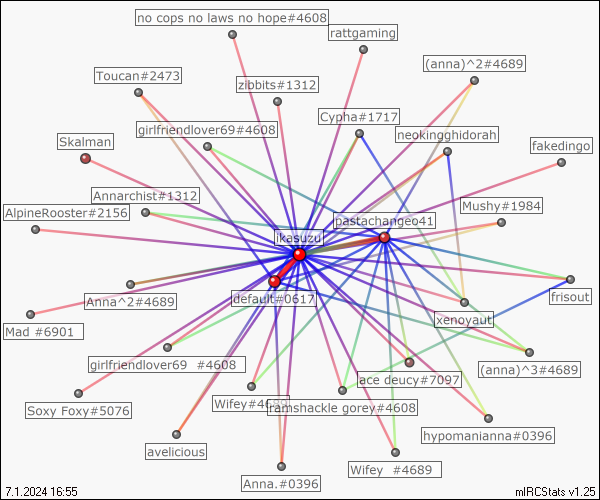 no cops no laws no hope#4608
rattgaming
(anna)^2#4689
Toucan#2473
zibbits#1312
Cypha#1717
girlfriendlover69#4608
neokingghidorah
Skalman
fakedingo
Annarchist#1312
AlpineRooster#2156
Mushy#1984
pastachangeo41
ikasuzu
Anna^2#4689
default#0617
frisout
xenoyaut
Mad #6901
girlfriendlover69 #4608
(anna)^3#4689
ace deucy#7097
Soxy Foxy#5076
Wifey#4689
ramshackle gorey#4608
hypomanianna#0396
avelicious
Wifey #4689
Anna.#0396
7.1.2024 16:55
mIRCStats v1.25